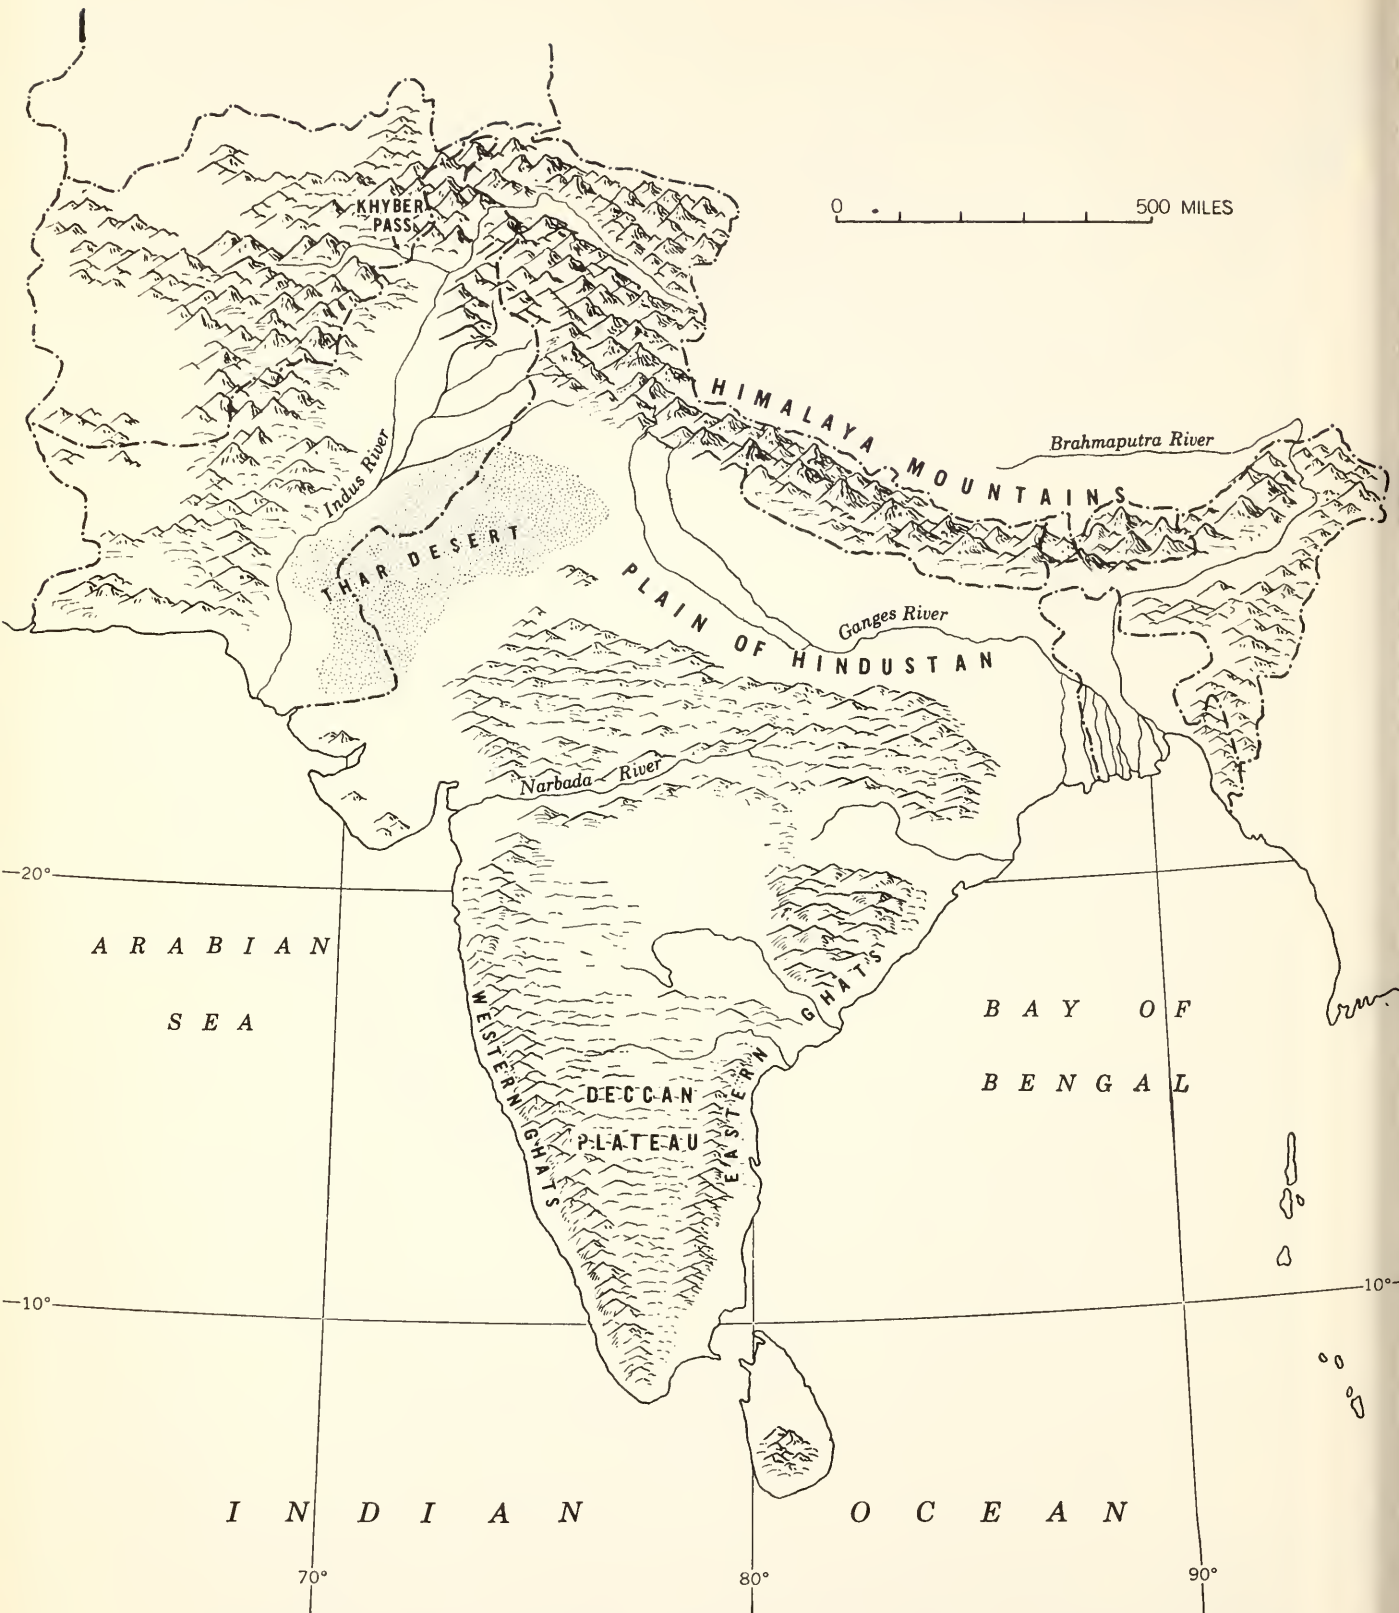 KHYBER
PASS
0 500 MILES
HIMALAYA MOUNTAINS
Brahmaputra River
Indus River
THAR DESERT
PLAIN OF HINDUSTAN
Ganges River
Narbada River
20°
ARABIAN
SEA
WESTERN GHATS
EASTERN GHATS
BAY OF
BENGAL
DECCAN
PLATEAU
10°
10°
INDIAN OCEAN
70°
80°
90°